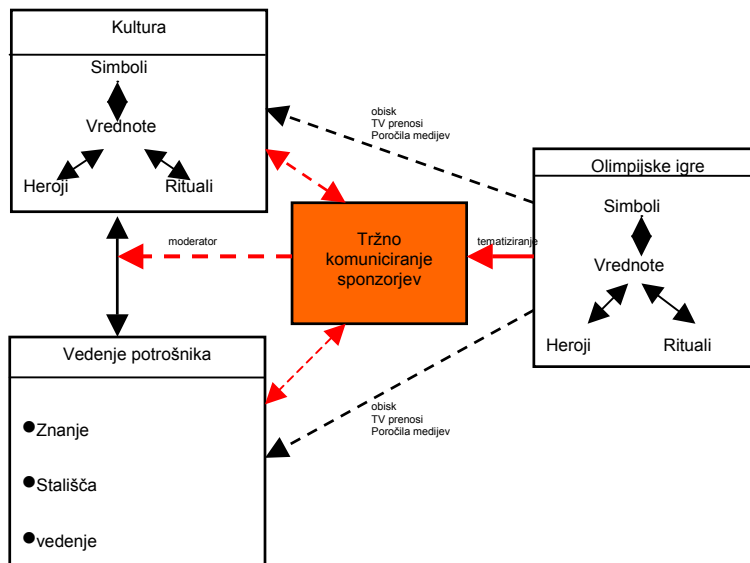 Kultura
Simboli
Vrednote
Heroji
Rituali
obisk
TV prenosi
Poročila medijev
Olimpijske igre
Simboli
Vrednote
Heroji
Rituali
moderator
Tržno
komuniciranje
sponzorjev
tematiziranje
Vedenje potrošnika
●Znanje
●Stališča
●vedenje
obisk
TV prenosi
Poročila medijev